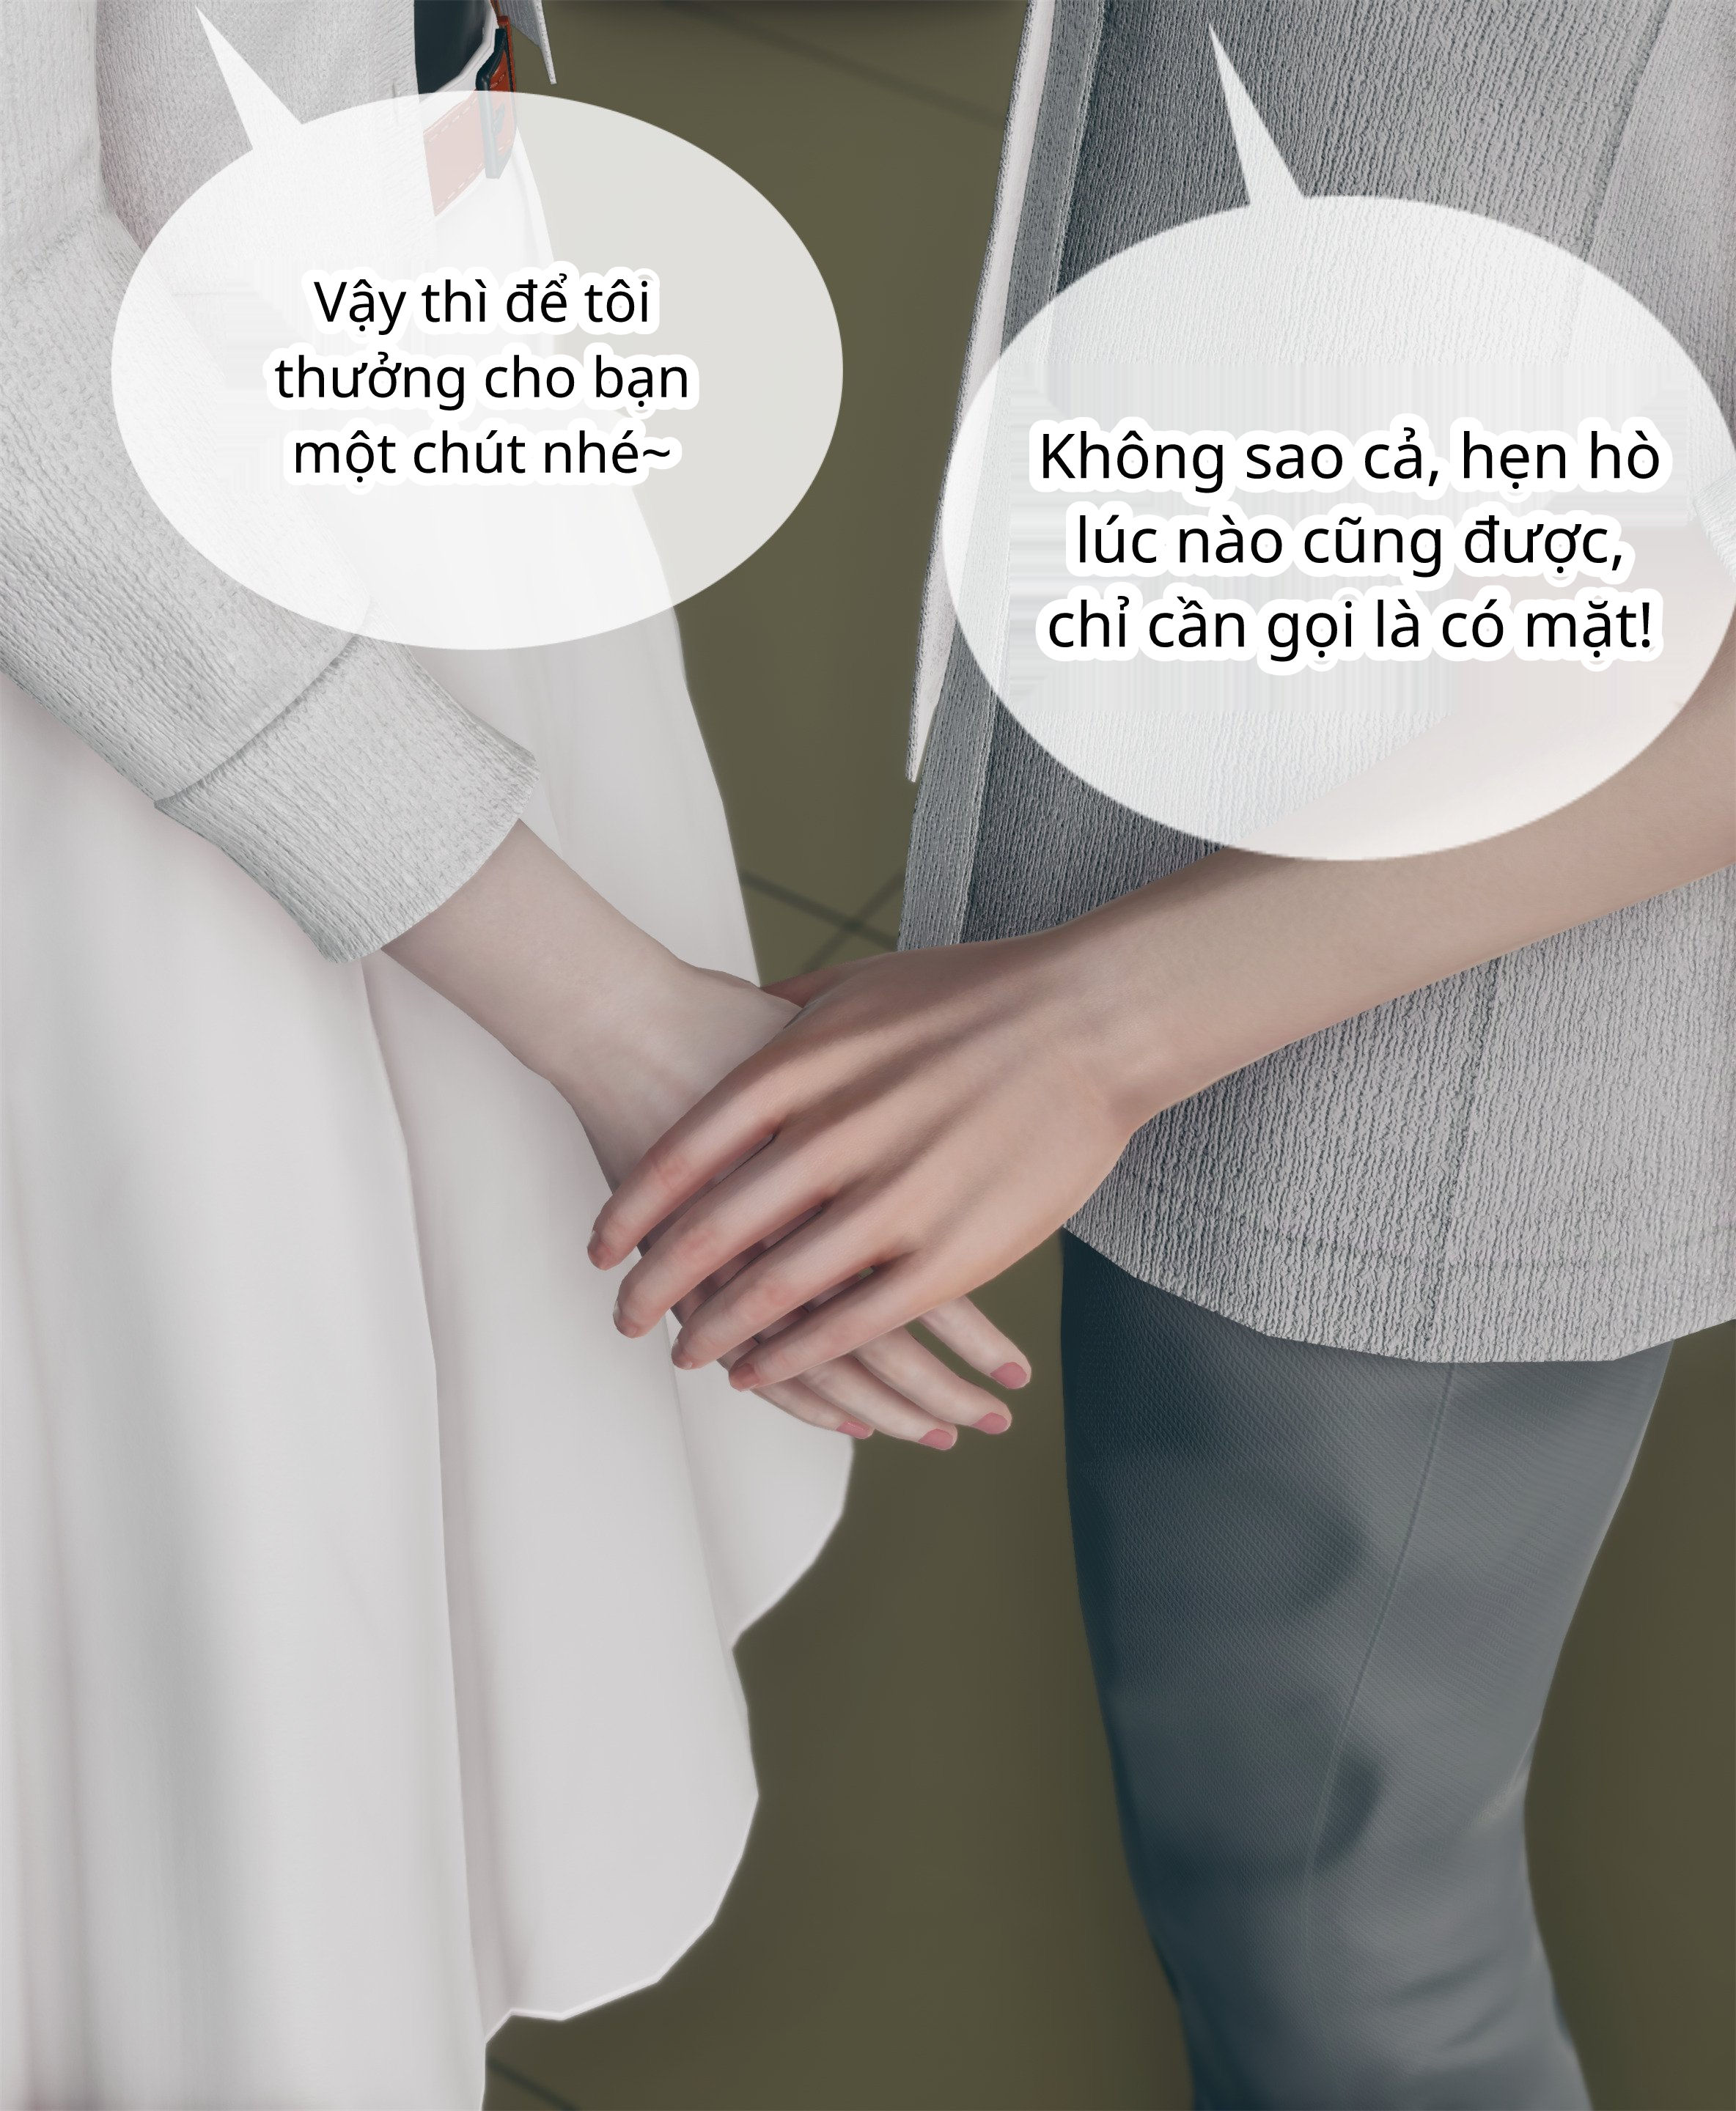 Vậy thì để tôi
thưởng cho bạn
một chút nhé~
Không sao cả, hẹn hò
lúc nào cũng được,
chỉ cần gọi là có mặt!